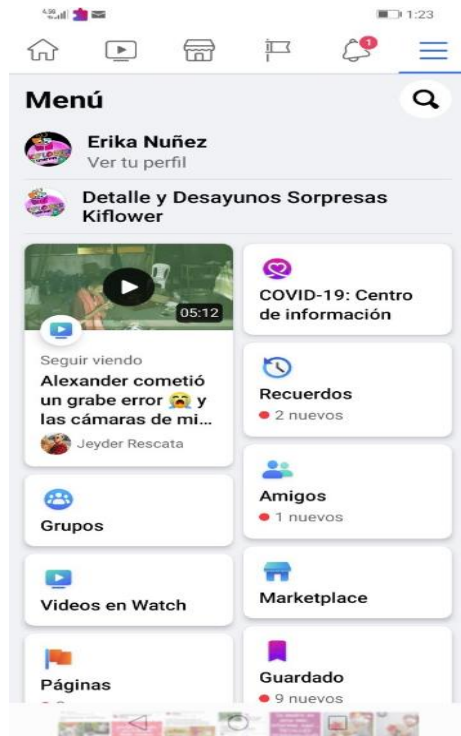 1:23
1
Menú
Erika Nuñez
Ver tu perfil
Detalle y Desayunos Sorpresas
Kiflower
05:12
Seguir viendo
Alexander cometió
un grabe error 😭 y
las cámaras de mi...
Jeyder Rescata
COVID-19: Centro
de información
Recuerdos
2 nuevos
Grupos
Amigos
1 nuevos
Videos en Watch
Marketplace
Páginas
Guardado
9 nuevos